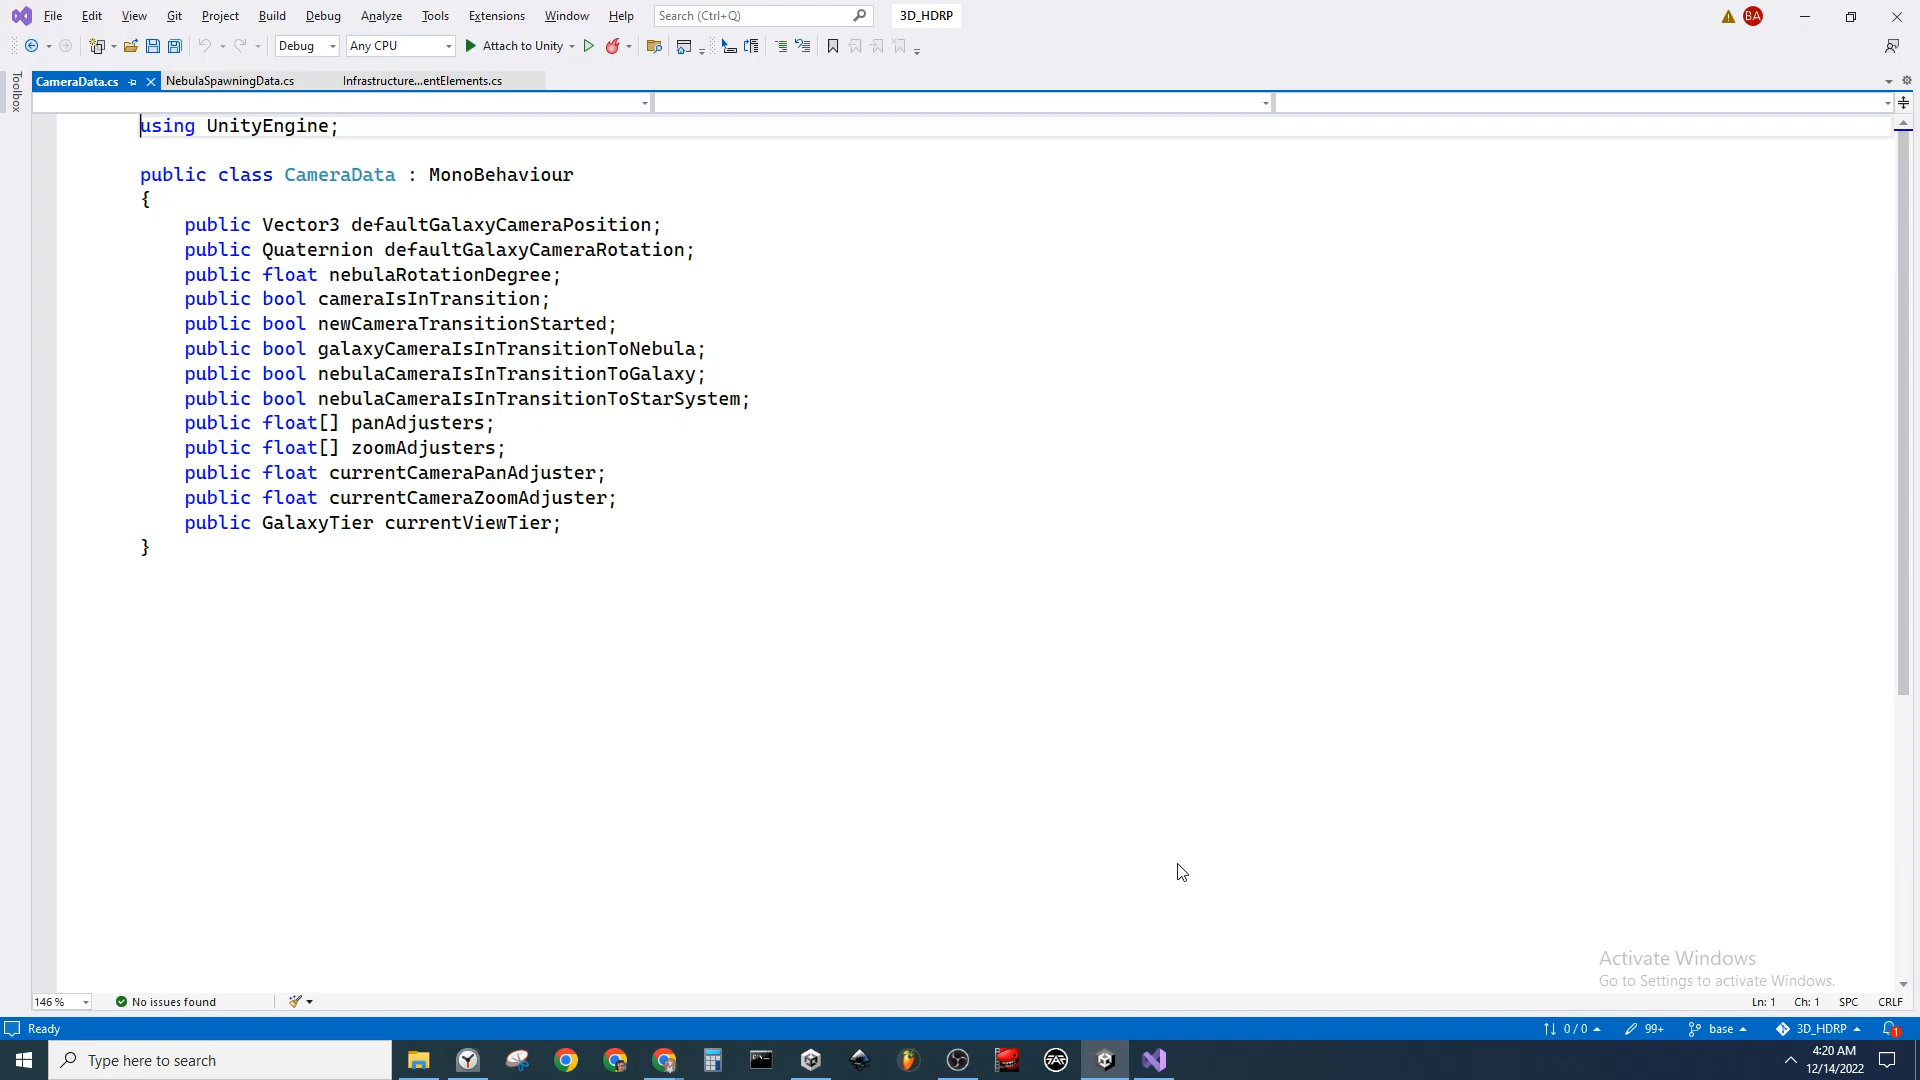 File Edit View Git Project Build Debug Analyze Tools Extensions Window Help Search (Ctrl+Q) 3D_HDRP BA
Debug Any CPU Attach to Unity
Toolbox
CameraData.cs NebulaSpawningData.cs Infrastructure...entElements.cs
using UnityEngine;
public class CameraData : MonoBehaviour
{
public Vector3 defaultGalaxyCameraPosition;
public Quaternion defaultGalaxyCameraRotation;
public float nebulaRotationDegree;
public bool cameraIsInTransition;
public bool newCameraTransitionStarted;
public bool galaxyCameraIsInTransitionToNebula;
public bool nebulaCameraIsInTransitionToGalaxy;
public bool nebulaCameraIsInTransitionToStarSystem;
public float[] panAdjusters;
public float[] zoomAdjusters;
public float currentCameraPanAdjuster;
public float currentCameraZoomAdjuster;
public GalaxyTier currentViewTier;
}
Activate Windows
Go to Settings to activate Windows.
146 % No issues found Ln: 1 Ch: 1 SPC CRLF
Ready 0 / 0 99+ base 3D_HDRP 1
Type here to search
4:20 AM
12/14/2022